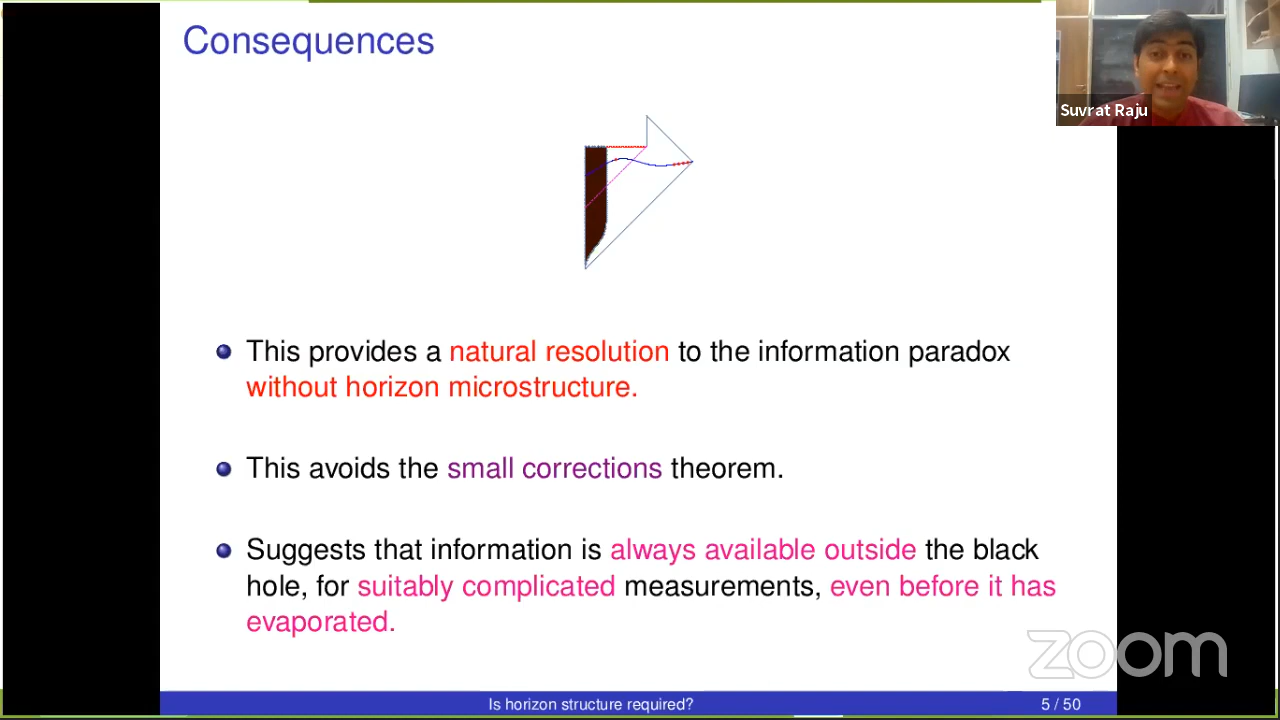 Consequences
Suvrat Raju
This provides a natural resolution to the information paradox
without horizon microstructure.
This avoids the small corrections theorem.
Suggests that information is always available outside the black
hole, for suitably complicated measurements, even before it has
evaporated.
zoom
Is horizon structure required?
5 / 50